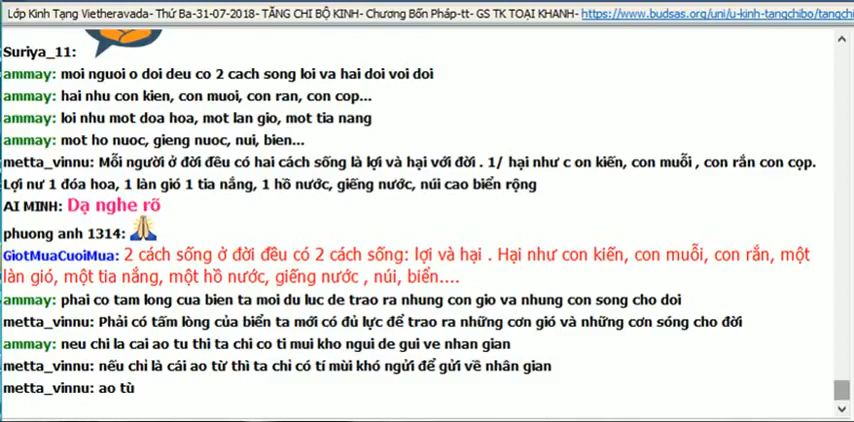 Lớp Kinh Tạng Vietheravada- Thứ Ba-31-07-2018- TĂNG CHI BỘ KINH- Chương Bốn Pháp-tt- GS TK TOẠI KHANH- https://www.budsas.org/uni/u-kinh-tangchibo/tangchi
Suriya_11:
ammay: moi nguoi o doi deu co 2 cach song loi va hai doi voi doi
ammay: hai nhu con kien, con muoi, con ran, con cop...
ammay: loi nhu mot doa hoa, mot lan gio, mot tia nang
ammay: mot ho nuoc, gieng nuoc, nui, bien...
metta_vinnu: Mỗi người ở đời đều có hai cách sống là lợi và hại với đời . 1/ hại như c on kiến, con muỗi , con rắn con cọp.
Lợi nư 1 đóa hoa, 1 làn gió 1 tia nắng, 1 hồ nước, giếng nước, núi cao biển rộng
AI MINH: Dạ nghe rõ
phuong anh 1314:
GiotMuaCuoiMua: 2 cách sống ở đời đều có 2 cách sống: lợi và hại . Hại như con kiến, con muỗi, con rắn, một
làn gió, một tia nắng, một hồ nước, giếng nước , núi, biển....
ammay: phai co tam long cua bien ta moi du luc de trao ra nhung con gio va nhung con song cho doi
metta_vinnu: Phải có tấm lòng của biển ta mới có đủ lực để trao ra những cơn gió và những cơn sóng cho đời
ammay: neu chi la cai ao tu thi ta chi co ti mui kho ngui de gui ve nhan gian
metta_vinnu: nếu chỉ là cái ao từ thì ta chỉ có tí mùi khó ngửi để gửi về nhân gian
metta_vinnu: ao tù